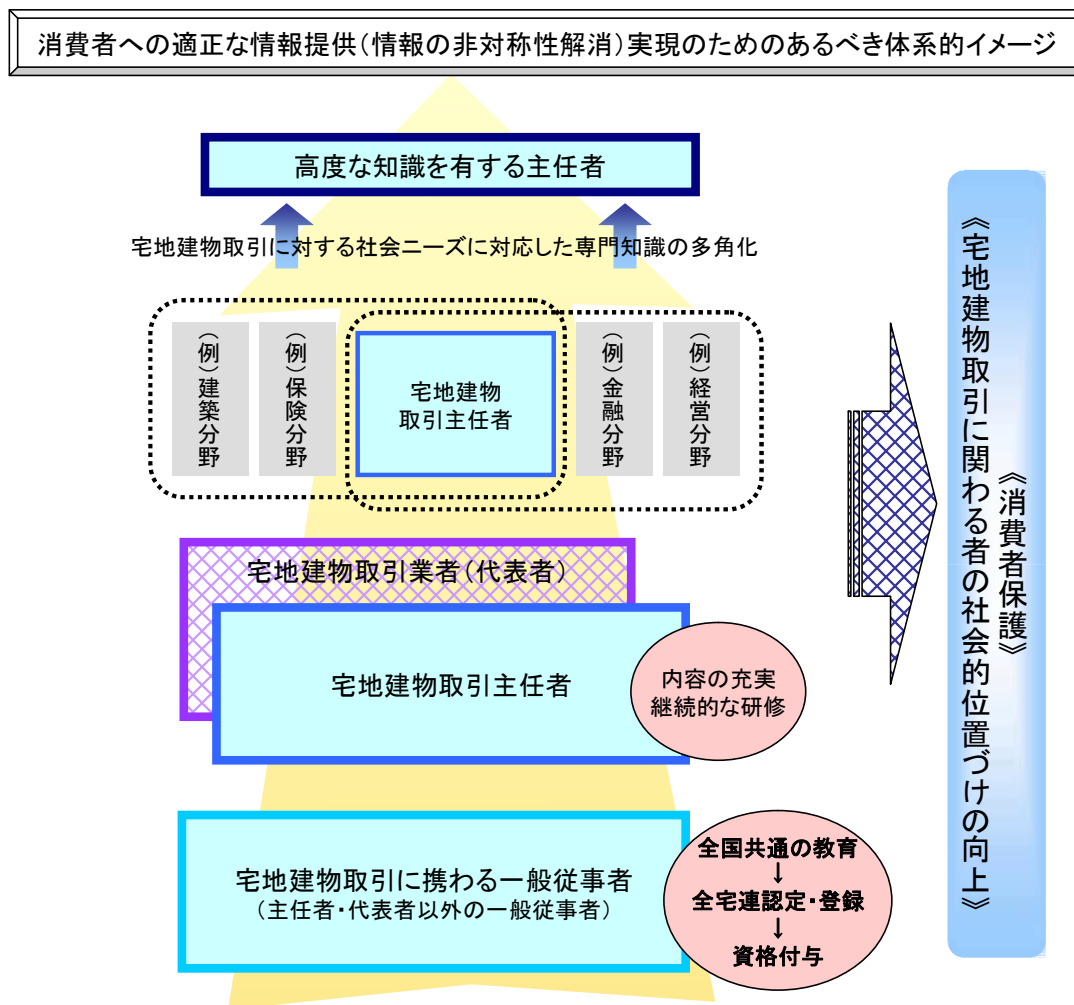 消費者への適正な情報提供（情報の非対称性解消）実現のためのあるべき体系的イメージ
高度な知識を有する主任者
宅地建物取引に対する社会ニーズに対応した専門知識の多角化
（例）建築分野
（例）保険分野
宅地建物
取引主任者
（例）金融分野
（例）経営分野
宅地建物取引業者（代表者）
宅地建物取引主任者
内容の充実
継続的な研修
宅地建物取引に携わる一般従事者
（主任者・代表者以外の一般従事者）
全国共通の教育
↓
全宅連認定・登録
↓
資格付与
《消費者保護》
《宅地建物取引に関わる者の社会的位置づけの向上》